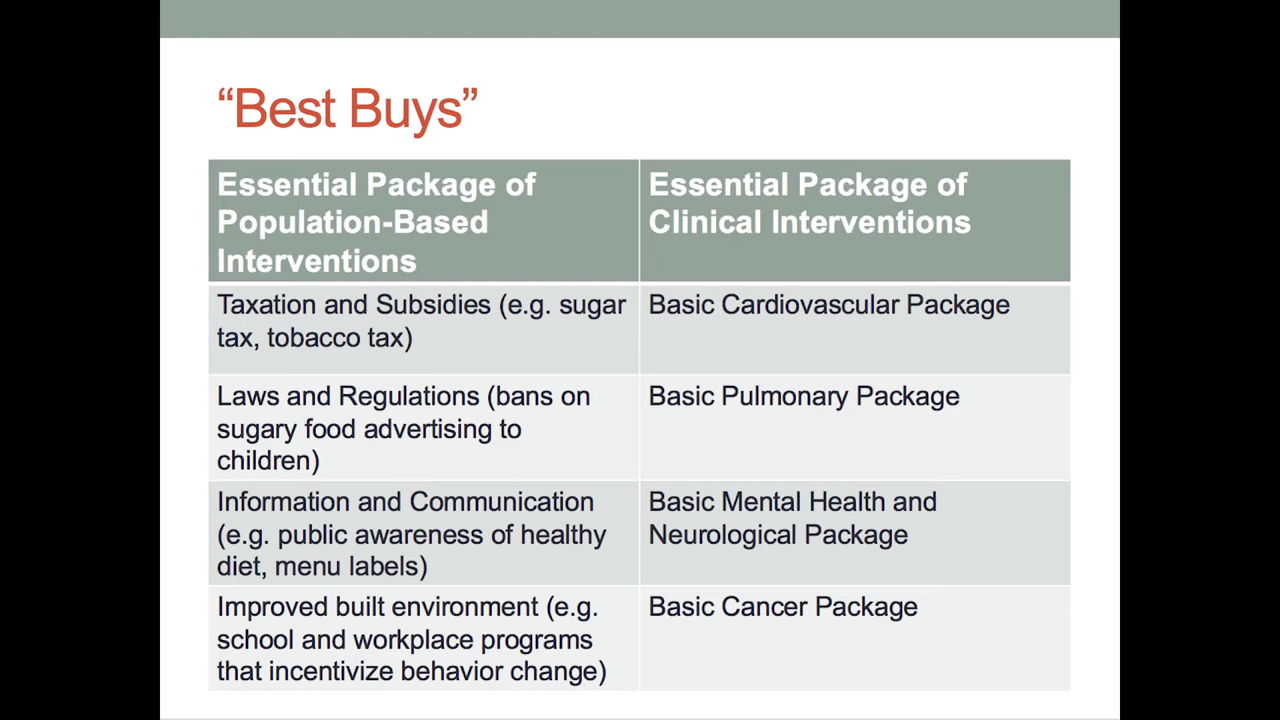 “Best Buys”
Essential Package of
Population-Based
Interventions
Essential Package of
Clinical Interventions
Taxation and Subsidies (e.g. sugar
tax, tobacco tax)
Basic Cardiovascular Package
Laws and Regulations (bans on
sugary food advertising to
children)
Basic Pulmonary Package
Information and Communication
(e.g. public awareness of healthy
diet, menu labels)
Basic Mental Health and
Neurological Package
Improved built environment (e.g.
school and workplace programs
that incentivize behavior change)
Basic Cancer Package